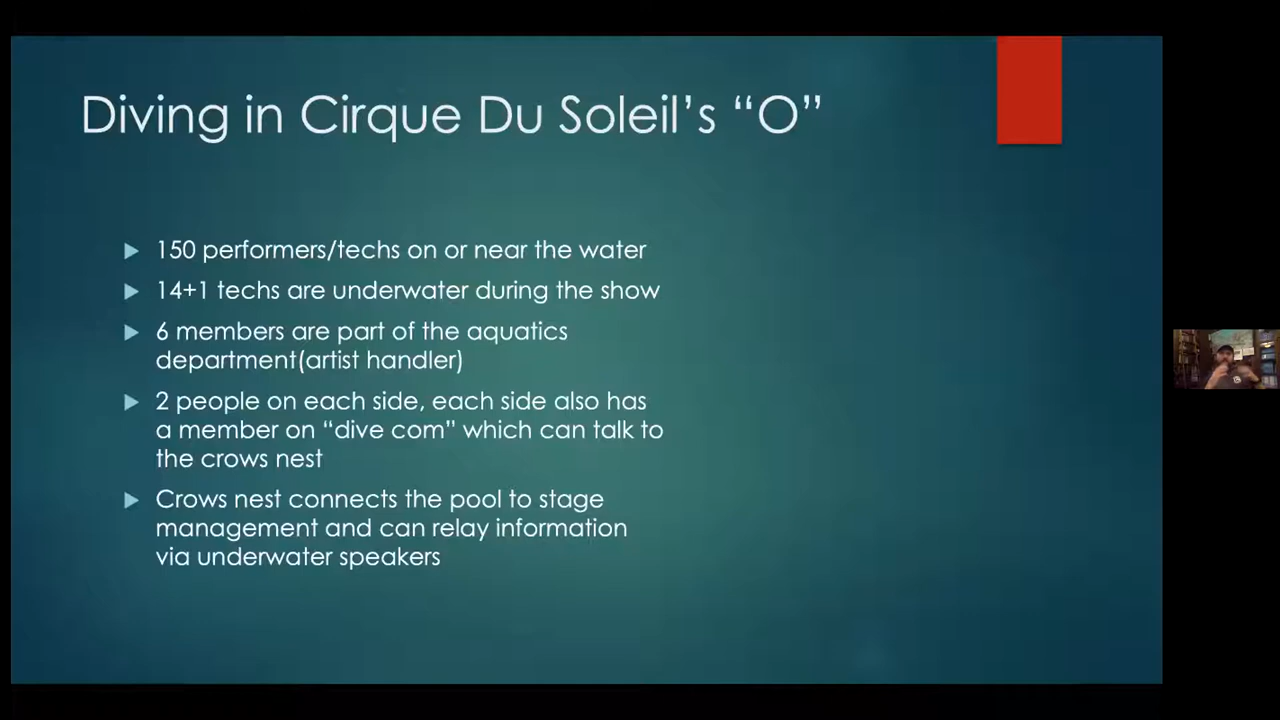 Diving in Cirque Du Soleil’s “O”
150 performers/techs on or near the water
14+1 techs are underwater during the show
6 members are part of the aquatics
department(artist handler)
2 people on each side, each side also has
a member on “dive com” which can talk to
the crows nest
Crows nest connects the pool to stage
management and can relay information
via underwater speakers